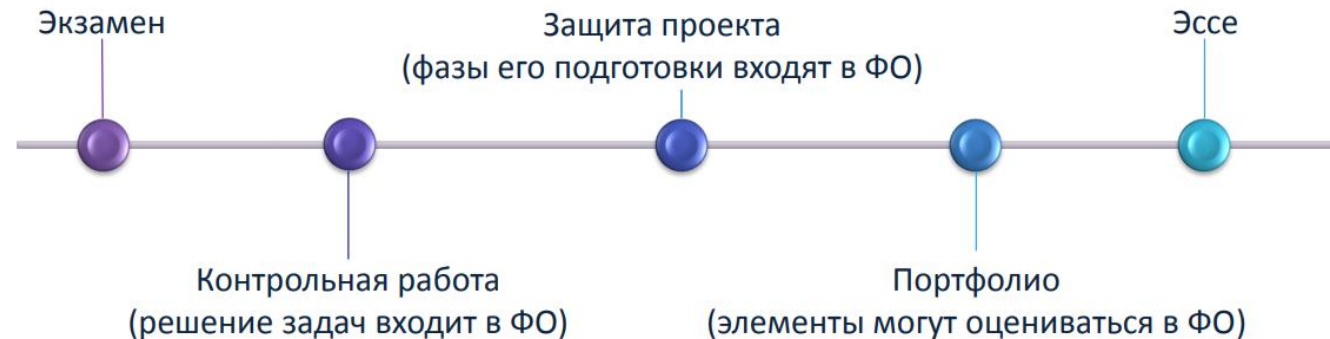 Экзамен
Защита проекта
(фазы его подготовки входят в ФО)
Эссе
Контрольная работа
(решение задач входит в ФО)
Портфолио
(элементы могут оцениваться в ФО)